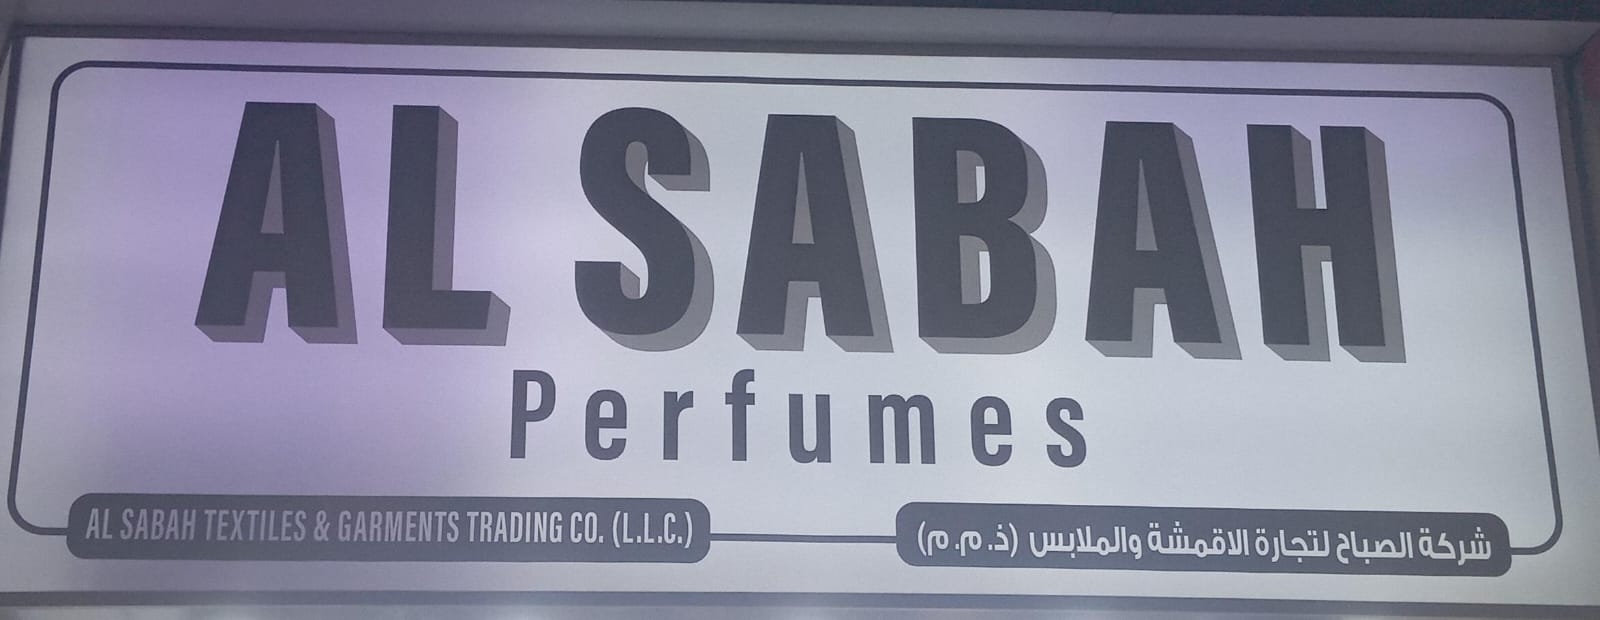 AL SABAH
Perfumes
AL SABAH TEXTILES & GARMENTS TRADING CO. (L.L.C.)
شركة الصباح لتجارة الاقمشة والملابس (ذ.م.م)